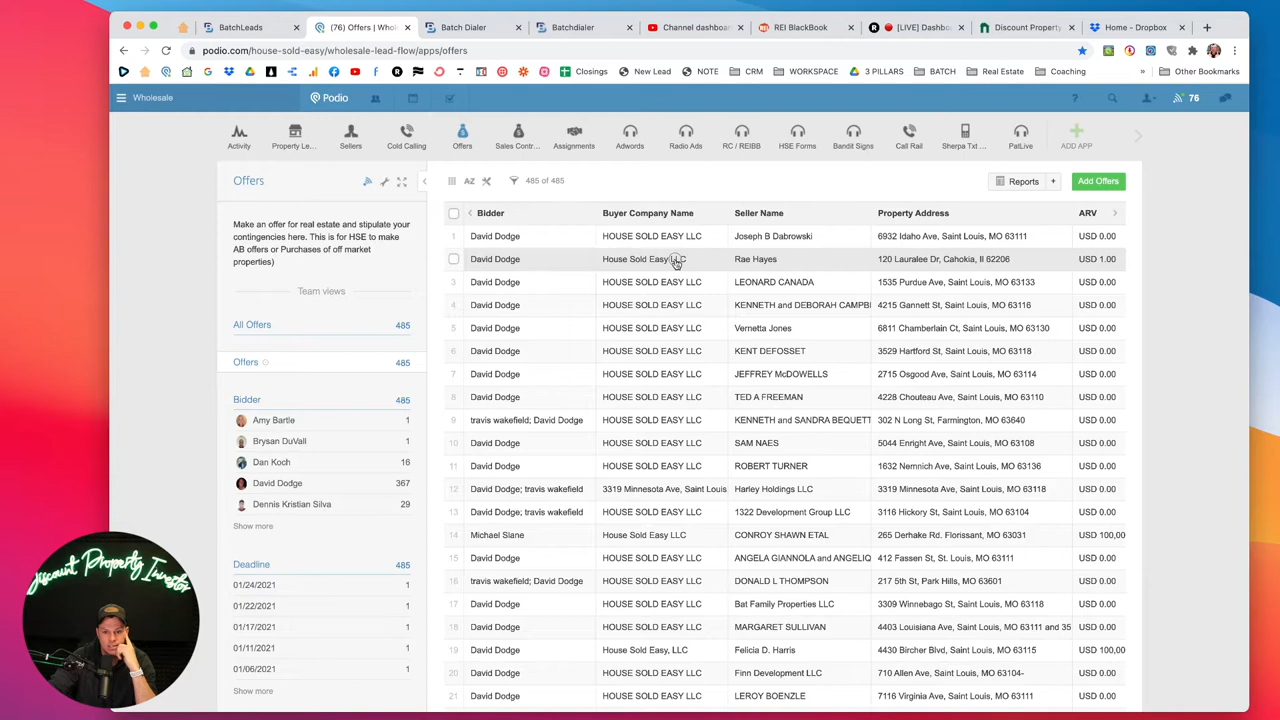 BatchLeads
(76) Offers | Whole
Batch Dialer
Batchdialer
Channel dashboa
REI BlackBook
[LIVE] Dashbo
Discount Property
Home - Dropbox
podio.com/house-sold-easy/wholesale-lead-flow/apps/offers
Closings
New Lead
NOTE
CRM
WORKSPACE
3 PILLARS
BATCH
Real Estate
Coaching
»
Other Bookmarks
Wholesale
Podio
?
76
Activity
Property Le...
Sellers
Cold Calling
Offers
Sales Contr...
Assignments
Adwords
Radio Ads
RC / REIBB
HSE Forms
Bandit Signs
Call Rail
Sherpa Txt ...
PatLive
ADD APP
Offers
AZ
485 of 485
Reports
+
Add Offers
Make an offer for real estate and stipulate your
contingencies here. This is for HSE to make
AB offers or Purchases of off market
properties)
Team views
All Offers 485
Offers 485
Bidder 485
Amy Bartle 1
Brysan DuVall 1
Dan Koch 16
David Dodge 367
Dennis Kristian Silva 29
Show more
Deadline 485
01/24/2021 1
01/22/2021 1
01/17/2021 1
01/11/2021 1
01/06/2021 1
Show more
Bidder Buyer Company Name Seller Name Property Address ARV
1 David Dodge HOUSE SOLD EASY LLC Joseph B Dabrowski 6932 Idaho Ave, Saint Louis, MO 63111 USD 0.00
David Dodge House Sold Easy LLC Rae Hayes 120 Lauralee Dr, Cahokia, Il 62206 USD 1.00
3 David Dodge HOUSE SOLD EASY LLC LEONARD CANADA 1535 Purdue Ave, Saint Louis, MO 63133 USD 0.00
4 David Dodge HOUSE SOLD EASY LLC KENNETH and DEBORAH CAMPBI 4215 Gannett St, Saint Louis, MO 63116 USD 0.00
5 David Dodge HOUSE SOLD EASY LLC Vernetta Jones 6811 Chamberlain Ct, Saint Louis, MO 63130 USD 0.00
6 David Dodge HOUSE SOLD EASY LLC KENT DEFOSSET 3529 Hartford St, Saint Louis, MO 63118 USD 0.00
7 David Dodge HOUSE SOLD EASY LLC JEFFREY McDOWELLS 2715 Osgood Ave, Saint Louis, MO 63114 USD 0.00
8 David Dodge HOUSE SOLD EASY LLC TED A FREEMAN 4228 Chouteau Ave, Saint Louis, MO 63110 USD 0.00
9 travis wakefield; David Dodge HOUSE SOLD EASY LLC KENNETH and SANDRA BEQUETT 302 N Long St, Farmington, MO 63640 USD 0.00
10 David Dodge HOUSE SOLD EASY LLC SAM NAES 5044 Enright Ave, Saint Louis, MO 63108 USD 0.00
11 David Dodge HOUSE SOLD EASY LLC ROBERT TURNER 1632 Nemnich Ave, Saint Louis, MO 63136 USD 0.00
12 David Dodge; travis wakefield 3319 Minnesota Ave, Saint Louis Harley Holdings LLC 3319 Minnesota Ave, Saint Louis, MO 63118 USD 0.00
13 David Dodge; travis wakefield HOUSE SOLD EASY LLC 1322 Development Group LLC 3116 Hickory St, Saint Louis, MO 63104 USD 0.00
14 Michael Slane House Sold Easy LLC CONROY SHAWN ETAL 265 Derhake Rd. Florissant, MO 63031 USD 100,00
15 David Dodge HOUSE SOLD EASY LLC ANGELA GIANNOLA and ANGELIQ 412 Fassen St, St. Louis, MO 63111 USD 0.00
16 travis wakefield; David Dodge HOUSE SOLD EASY LLC DONALD L THOMPSON 217 5th St, Park Hills, MO 63601 USD 0.00
17 David Dodge HOUSE SOLD EASY LLC Bat Family Properties LLC 3309 Winnebago St, Saint Louis, MO 63118 USD 0.00
18 David Dodge HOUSE SOLD EASY LLC MARGARET SULLIVAN 4403 Louisiana Ave, Saint Louis, MO 63111 and 35 USD 0.00
19 David Dodge House Sold Easy, LLC Felicia D. Harris 4430 Bircher Blvd, Saint Louis, MO 63115 USD 100,00
20 David Dodge HOUSE SOLD EASY LLC Finn Development LLC 710 Allen Ave, Saint Louis, MO 63104- USD 0.00
21 David Dodge HOUSE SOLD EASY LLC LEROY BOENZLE 7116 Virginia Ave, Saint Louis, MO 63111 USD 0.00
Discount Property Investor